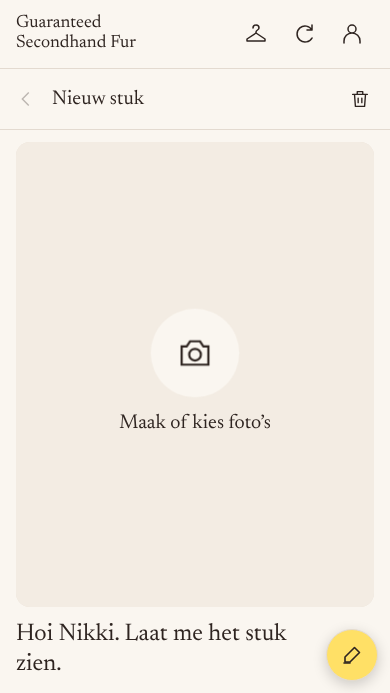 Guaranteed
Secondhand Fur
Nieuw stuk
Maak of kies foto’s
Hoi Nikki. Laat me het stuk
zien.